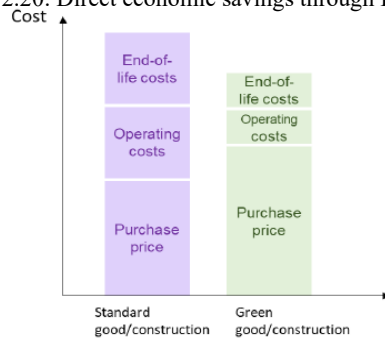 2.20: Direct economic savings through
Cost
End-of-
life costs
Operating
costs
Purchase
price
End-of-
life costs
Operating
costs
Purchase
price
Standard
good/construction
Green
good/construction